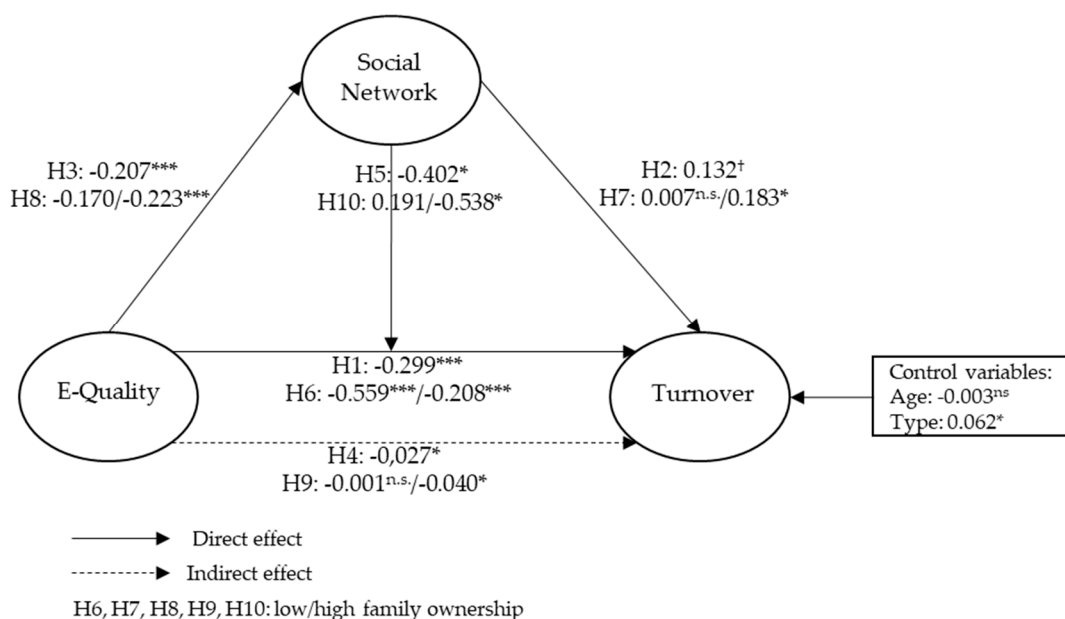 Social
Network
H3: -0.207***
H8: -0.170/-0.223***
H5: -0.402*
H10: 0.191/-0.538*
H2: 0.132†
H7: 0.007n.s./0.183*
E-Quality
H1: -0.299***
H6: -0.559***/-0.208***
Turnover
Control variables:
Age: -0.003ns
Type: 0.062*
H4: -0,027*
H9: -0.001n.s./-0.040*
Direct effect
Indirect effect
H6, H7, H8, H9, H10: low/high family ownership